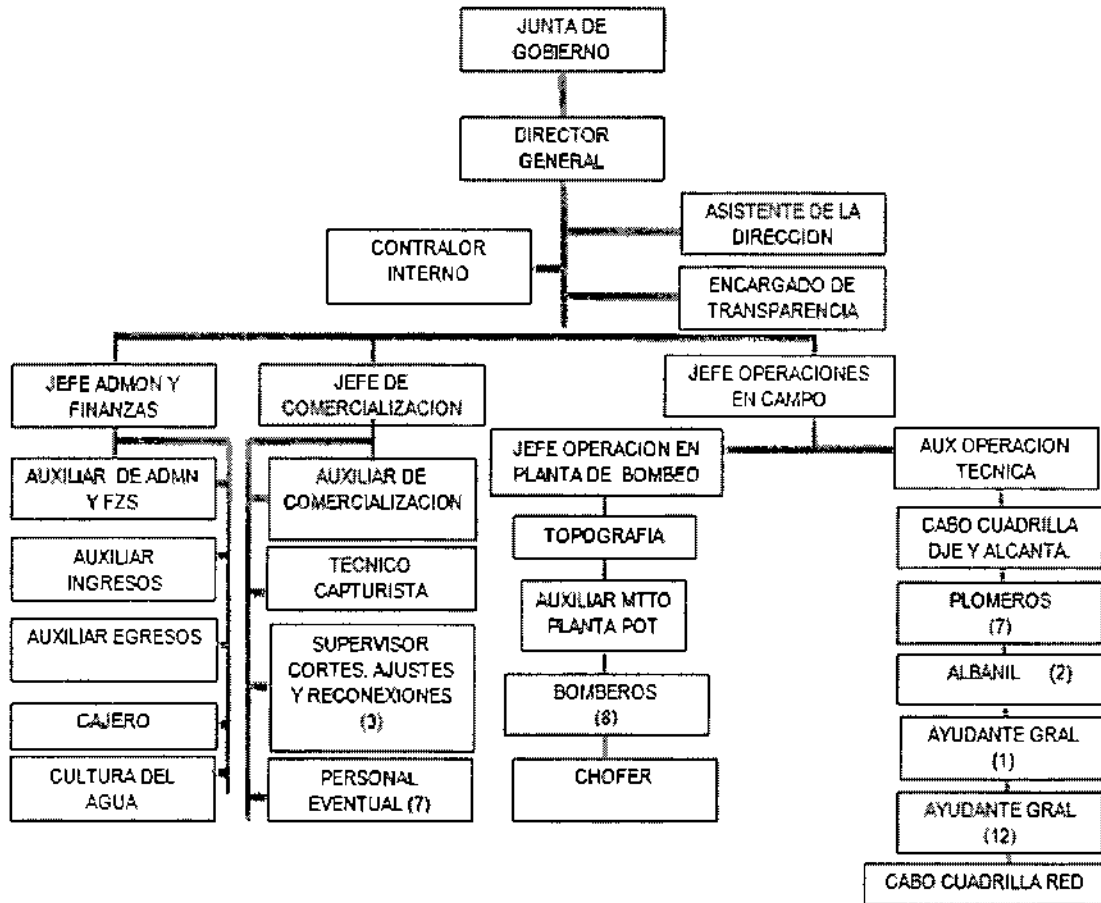 JUNTA DE
GOBIERNO
DIRECTOR
GENERAL
ASISTENTE DE LA
DIRECCION
CONTRALOR
INTERNO
ENCARGADO DE
TRANSPARENCIA
JEFE ADMON Y
FINANZAS
JEFE DE
COMERCIALIZACION
JEFE OPERACIONES
EN CAMPO
AUXILIAR DE ADMN
Y FZS
AUXILIAR
INGRESOS
AUXILIAR EGRESOS
CAJERO
CULTURA DEL
AGUA
AUXILIAR DE
COMERCIALIZACION
TECNICO
CAPTURISTA
SUPERVISOR
CORTES, AJUSTES
Y RECONEXIONES
(3)
PERSONAL
EVENTUAL (7)
JEFE OPERACION EN
PLANTA DE BOMBEO
TOPOGRAFIA
AUXILIAR MTTO
PLANTA POT
BOMBEROS
(8)
CHOFER
AUX OPERACION
TECNICA
CABO CUADRILLA
DJE Y ALCANTA.
PLOMEROS
(7)
ALBANIL (2)
AYUDANTE GRAL
(1)
AYUDANTE GRAL
(12)
CABO CUADRILLA RED